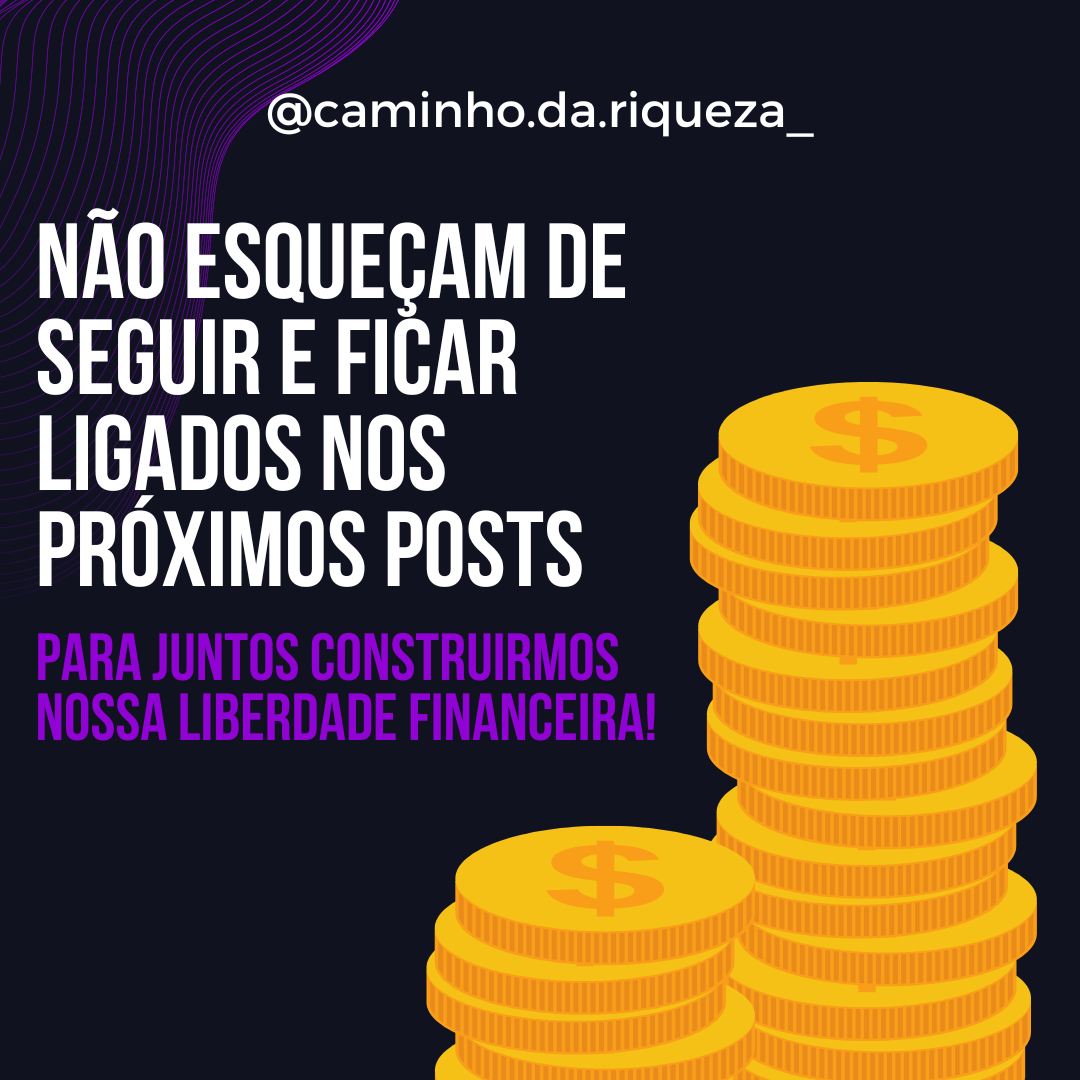 @caminho.da.riqueza_
NÃO ESQUEÇAM DE
SEGUIR E FICAR
LIGADOS NOS
PRÓXIMOS POSTS
PARA JUNTOS CONSTRUIRMOS
NOSSA LIBERDADE FINANCEIRA!
$
$